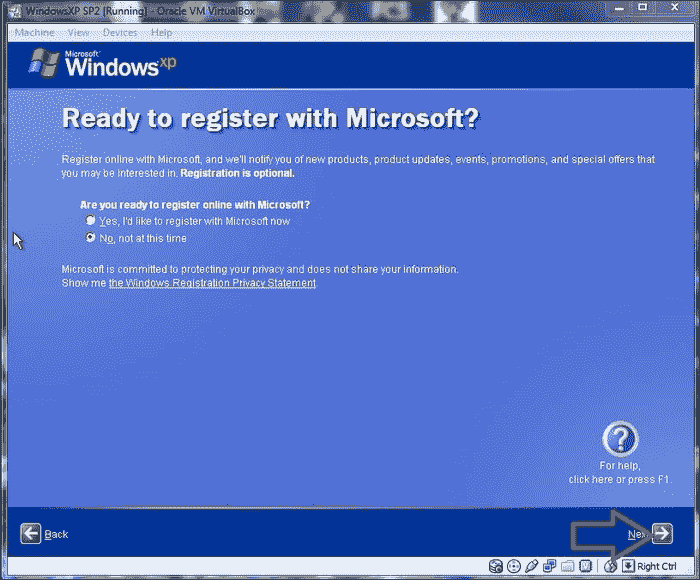 WindowsXP SP2 [Running] - Oracle VM VirtualBox
Machine View Devices Help
Microsoft
Windows xp
Ready to register with Microsoft?
Register online with Microsoft, and we'll notify you of new products, product updates, events, promotions, and special offers that
you may be interested in. Registration is optional.
Are you ready to register online with Microsoft?
Yes, I'd like to register with Microsoft now
No, not at this time
Microsoft is committed to protecting your privacy and does not share your information.
Show me the Windows Registration Privacy Statement.
For help,
click here or press F1.
Back
Next
Right Ctrl